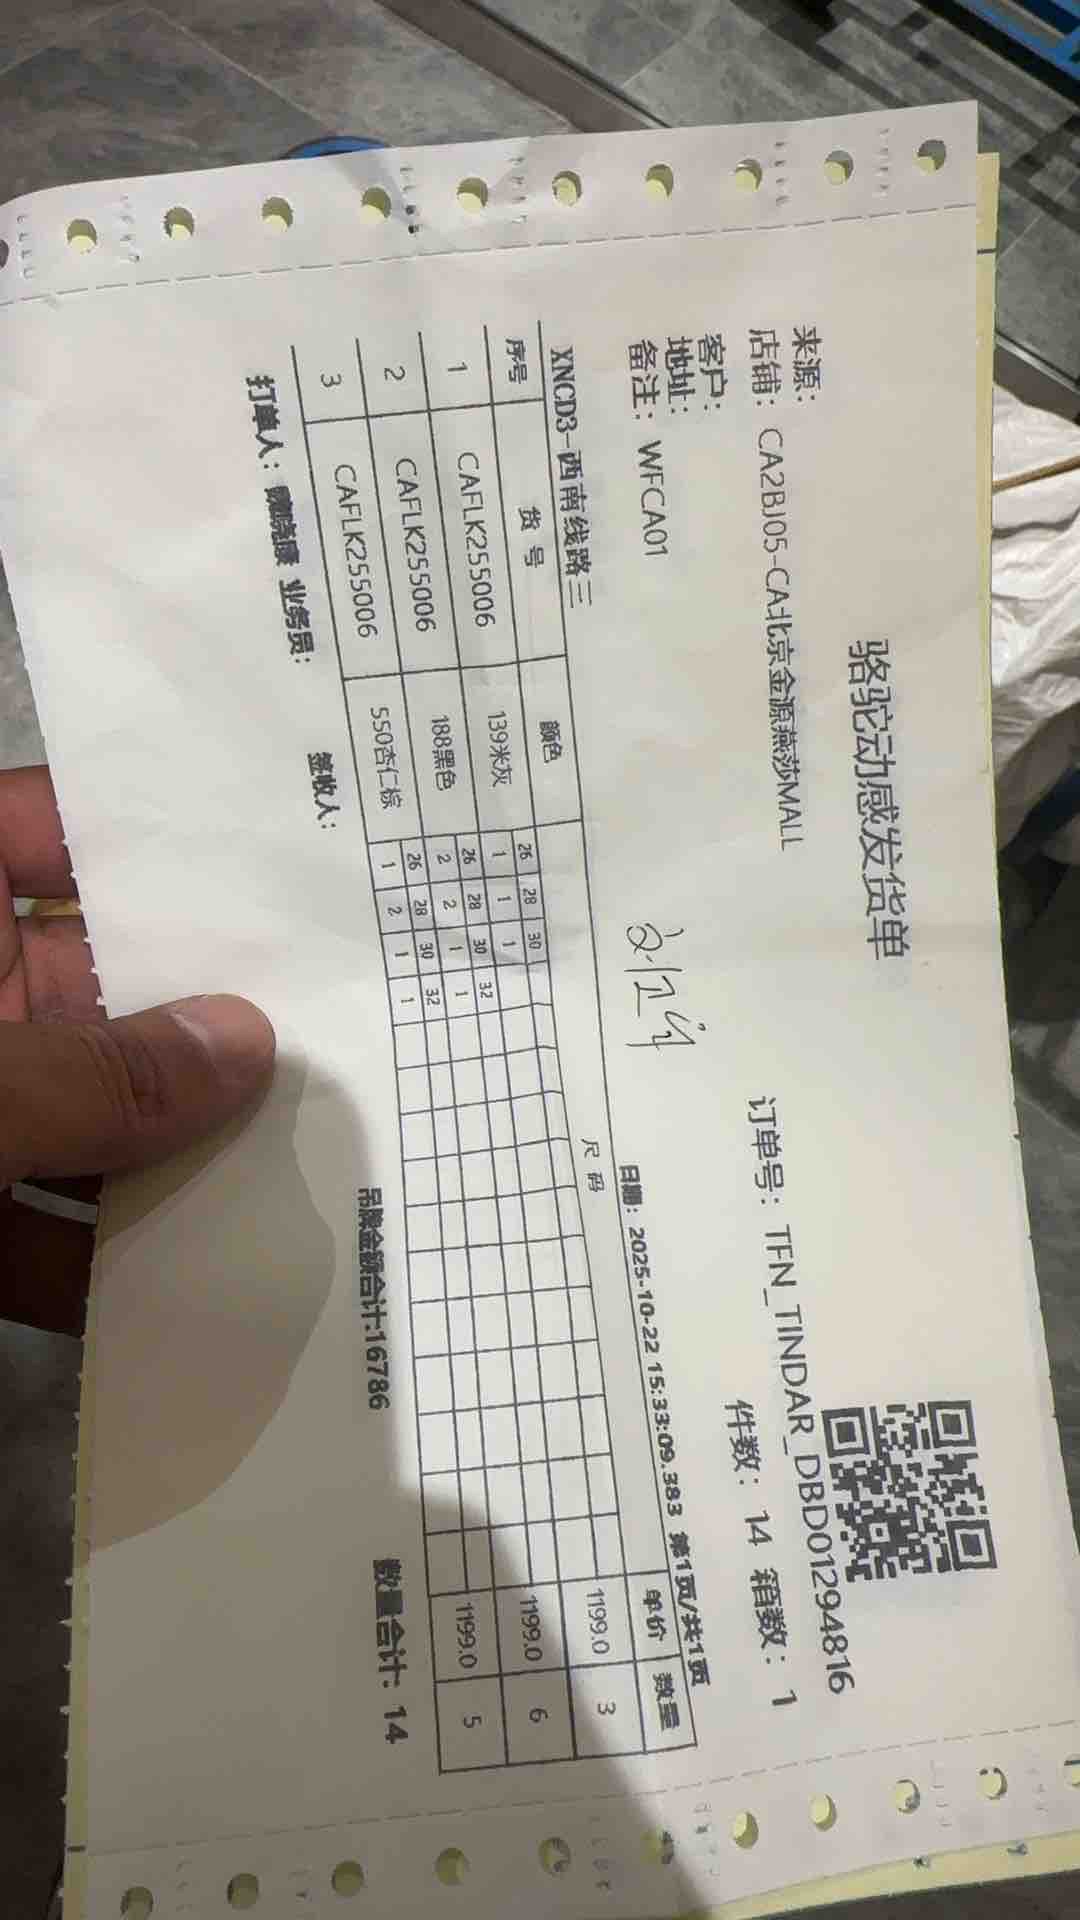 骆驼动感发货单
来源：
店铺：CA2BJ05-CA北京金源燕莎MALL
订单号：TFN_TINDAR_DBD01294816
客户：
件数：14 箱数：1
地址：
备注：WFCA01
XNCD3-西南线路三
日期：2025-10-22 15:33:09.383 第1页/共1页
序号 货号 颜色 尺码 单价 数量
26 28 30
1 CAFLK255006 139米灰 1 1 1 1199.0 3
26 28 30 32
2 CAFLK255006 188黑色 2 2 1 1 1199.0 6
26 28 30 32
3 CAFLK255006 550杏仁棕 1 2 1 1 1199.0 5
打单人： 业务员： 签收人： 吊牌金额合计:16786 数量合计：14